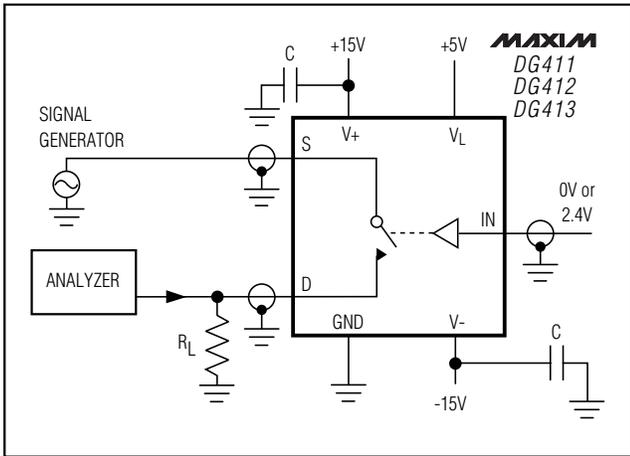 +15V
+5V
MAXIM
DG411
DG412
DG413
C
SIGNAL
GENERATOR
S
V+
VL
0V or
2.4V
IN
ANALYZER
D
RL
GND
V-
C
-15V